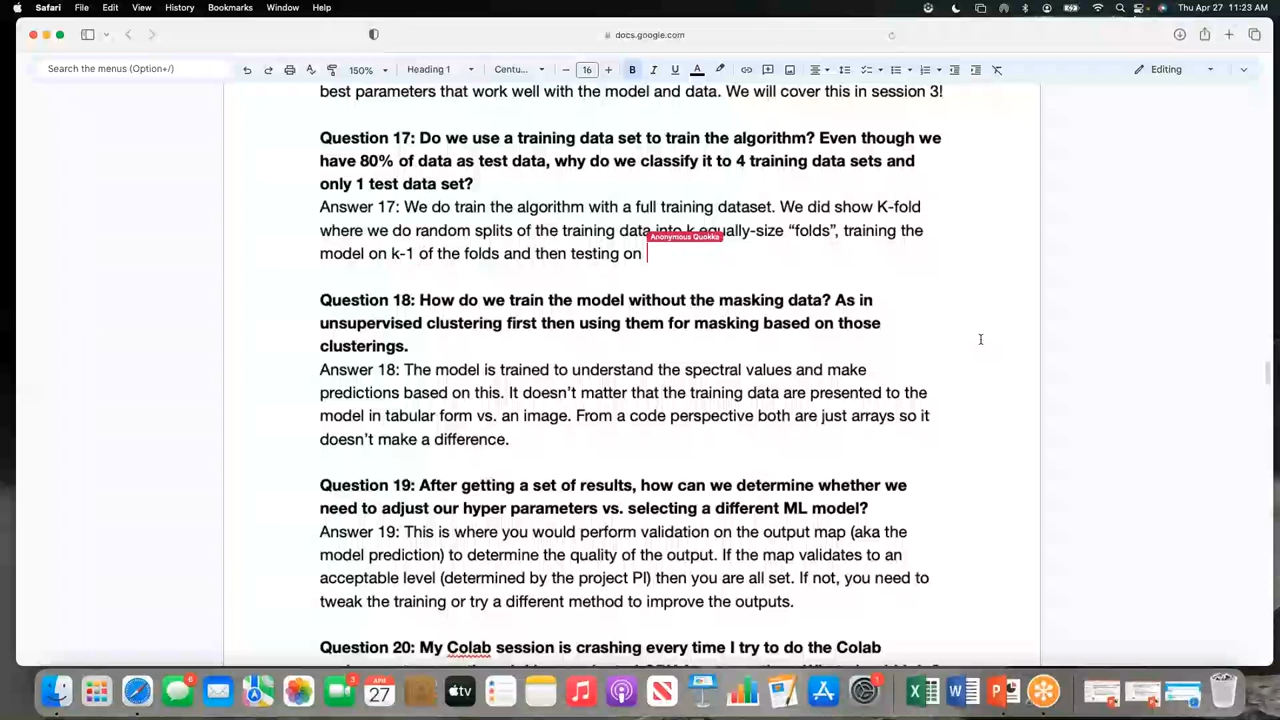 Safari File Edit View History Bookmarks Window Help Thu Apr 27 11:23 AM
docs.google.com
Search the menus (Option+/) 150% Heading 1 Centu... 16 B I U A Editing
best parameters that work well with the model and data. We will cover this in session 3!
Question 17: Do we use a training data set to train the algorithm? Even though we
have 80% of data as test data, why do we classify it to 4 training data sets and
only 1 test data set?
Answer 17: We do train the algorithm with a full training dataset. We did show K-fold
where we do random splits of the training data into k equally-size “folds”, training the
Anonymous Quokka
model on k-1 of the folds and then testing on
Question 18: How do we train the model without the masking data? As in
unsupervised clustering first then using them for masking based on those
clusterings.
Answer 18: The model is trained to understand the spectral values and make
predictions based on this. It doesn’t matter that the training data are presented to the
model in tabular form vs. an image. From a code perspective both are just arrays so it
doesn’t make a difference.
Question 19: After getting a set of results, how can we determine whether we
need to adjust our hyper parameters vs. selecting a different ML model?
Answer 19: This is where you would perform validation on the output map (aka the
model prediction) to determine the quality of the output. If the map validates to an
acceptable level (determined by the project PI) then you are all set. If not, you need to
tweak the training or try a different method to improve the outputs.
Question 20: My Colab session is crashing every time I try to do the Colab
6 3 APR 27 tv 1